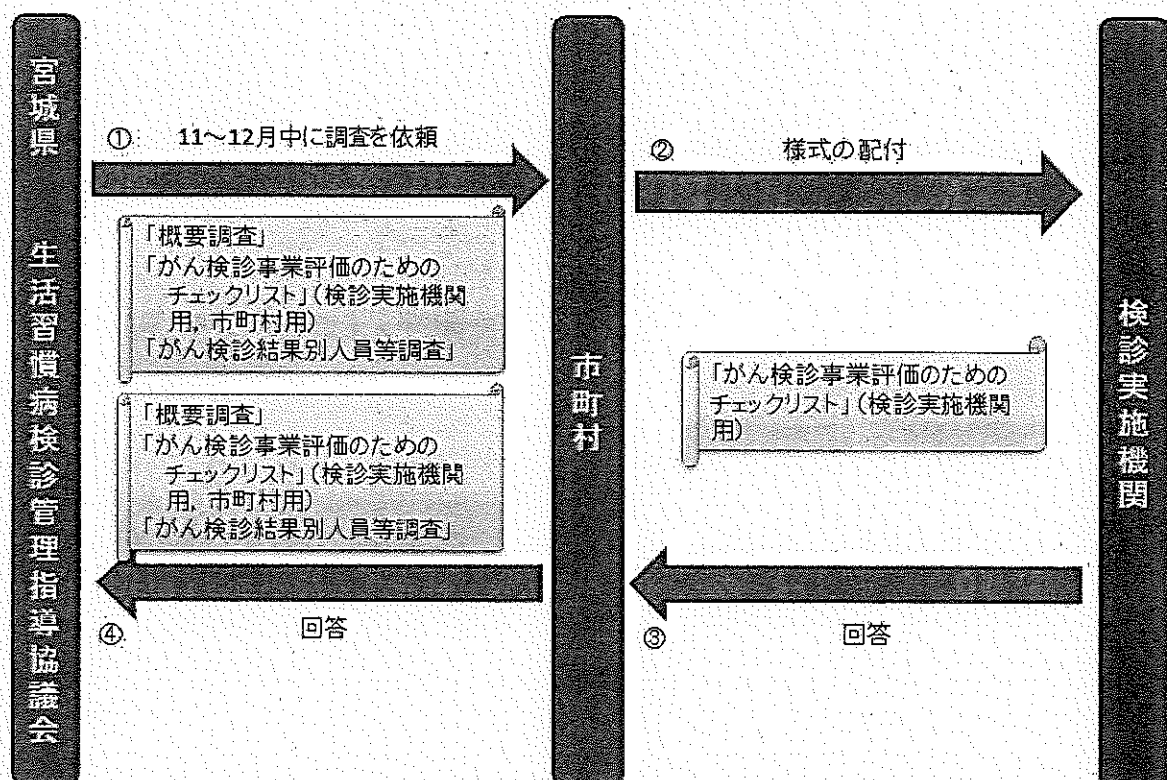 宮城県 生活習慣病検診管理指導協議会
① 11～12月中に調査を依頼
「概要調査」
「がん検診事業評価のための
チェックリスト」(検診実施機関
用, 市町村用)
「がん検診結果別人員等調査」
「概要調査」
「がん検診事業評価のための
チェックリスト」(検診実施機関
用, 市町村用)
「がん検診結果別人員等調査」
④ 回答
市町村
② 様式の配付
「がん検診事業評価のための
チェックリスト」(検診実施機関
用)
③ 回答
検診実施機関